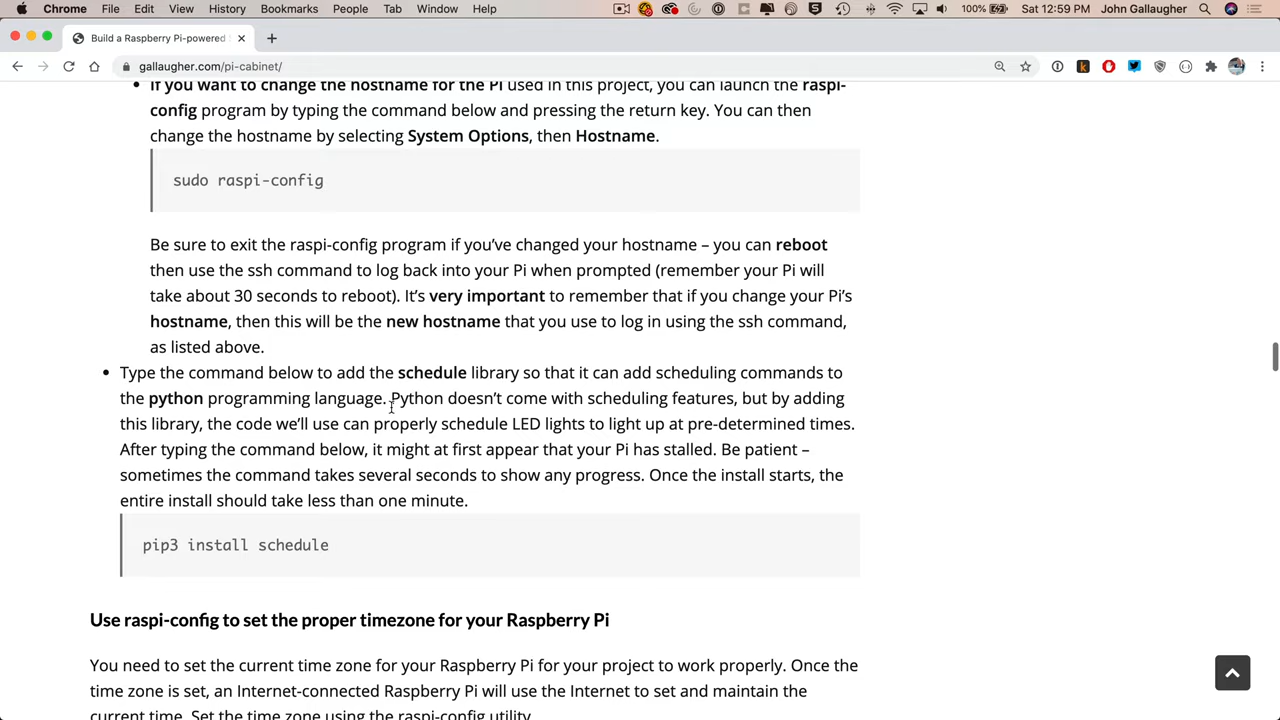 Chrome File Edit View History Bookmarks People Tab Window Help 100% Sat 12:59 PM John Gallaugher
Build a Raspberry Pi-powered
gallaugher.com/pi-cabinet/
If you want to change the hostname for the Pi used in this project, you can launch the raspi-
config program by typing the command below and pressing the return key. You can then
change the hostname by selecting System Options, then Hostname.
sudo raspi-config
Be sure to exit the raspi-config program if you’ve changed your hostname – you can reboot
then use the ssh command to log back into your Pi when prompted (remember your Pi will
take about 30 seconds to reboot). It’s very important to remember that if you change your Pi’s
hostname, then this will be the new hostname that you use to log in using the ssh command,
as listed above.
Type the command below to add the schedule library so that it can add scheduling commands to
the python programming language. Python doesn’t come with scheduling features, but by adding
this library, the code we’ll use can properly schedule LED lights to light up at pre-determined times.
After typing the command below, it might at first appear that your Pi has stalled. Be patient –
sometimes the command takes several seconds to show any progress. Once the install starts, the
entire install should take less than one minute.
pip3 install schedule
Use raspi-config to set the proper timezone for your Raspberry Pi
You need to set the current time zone for your Raspberry Pi for your project to work properly. Once the
time zone is set, an Internet-connected Raspberry Pi will use the Internet to set and maintain the
current time. Set the time zone using the raspi-config utility.